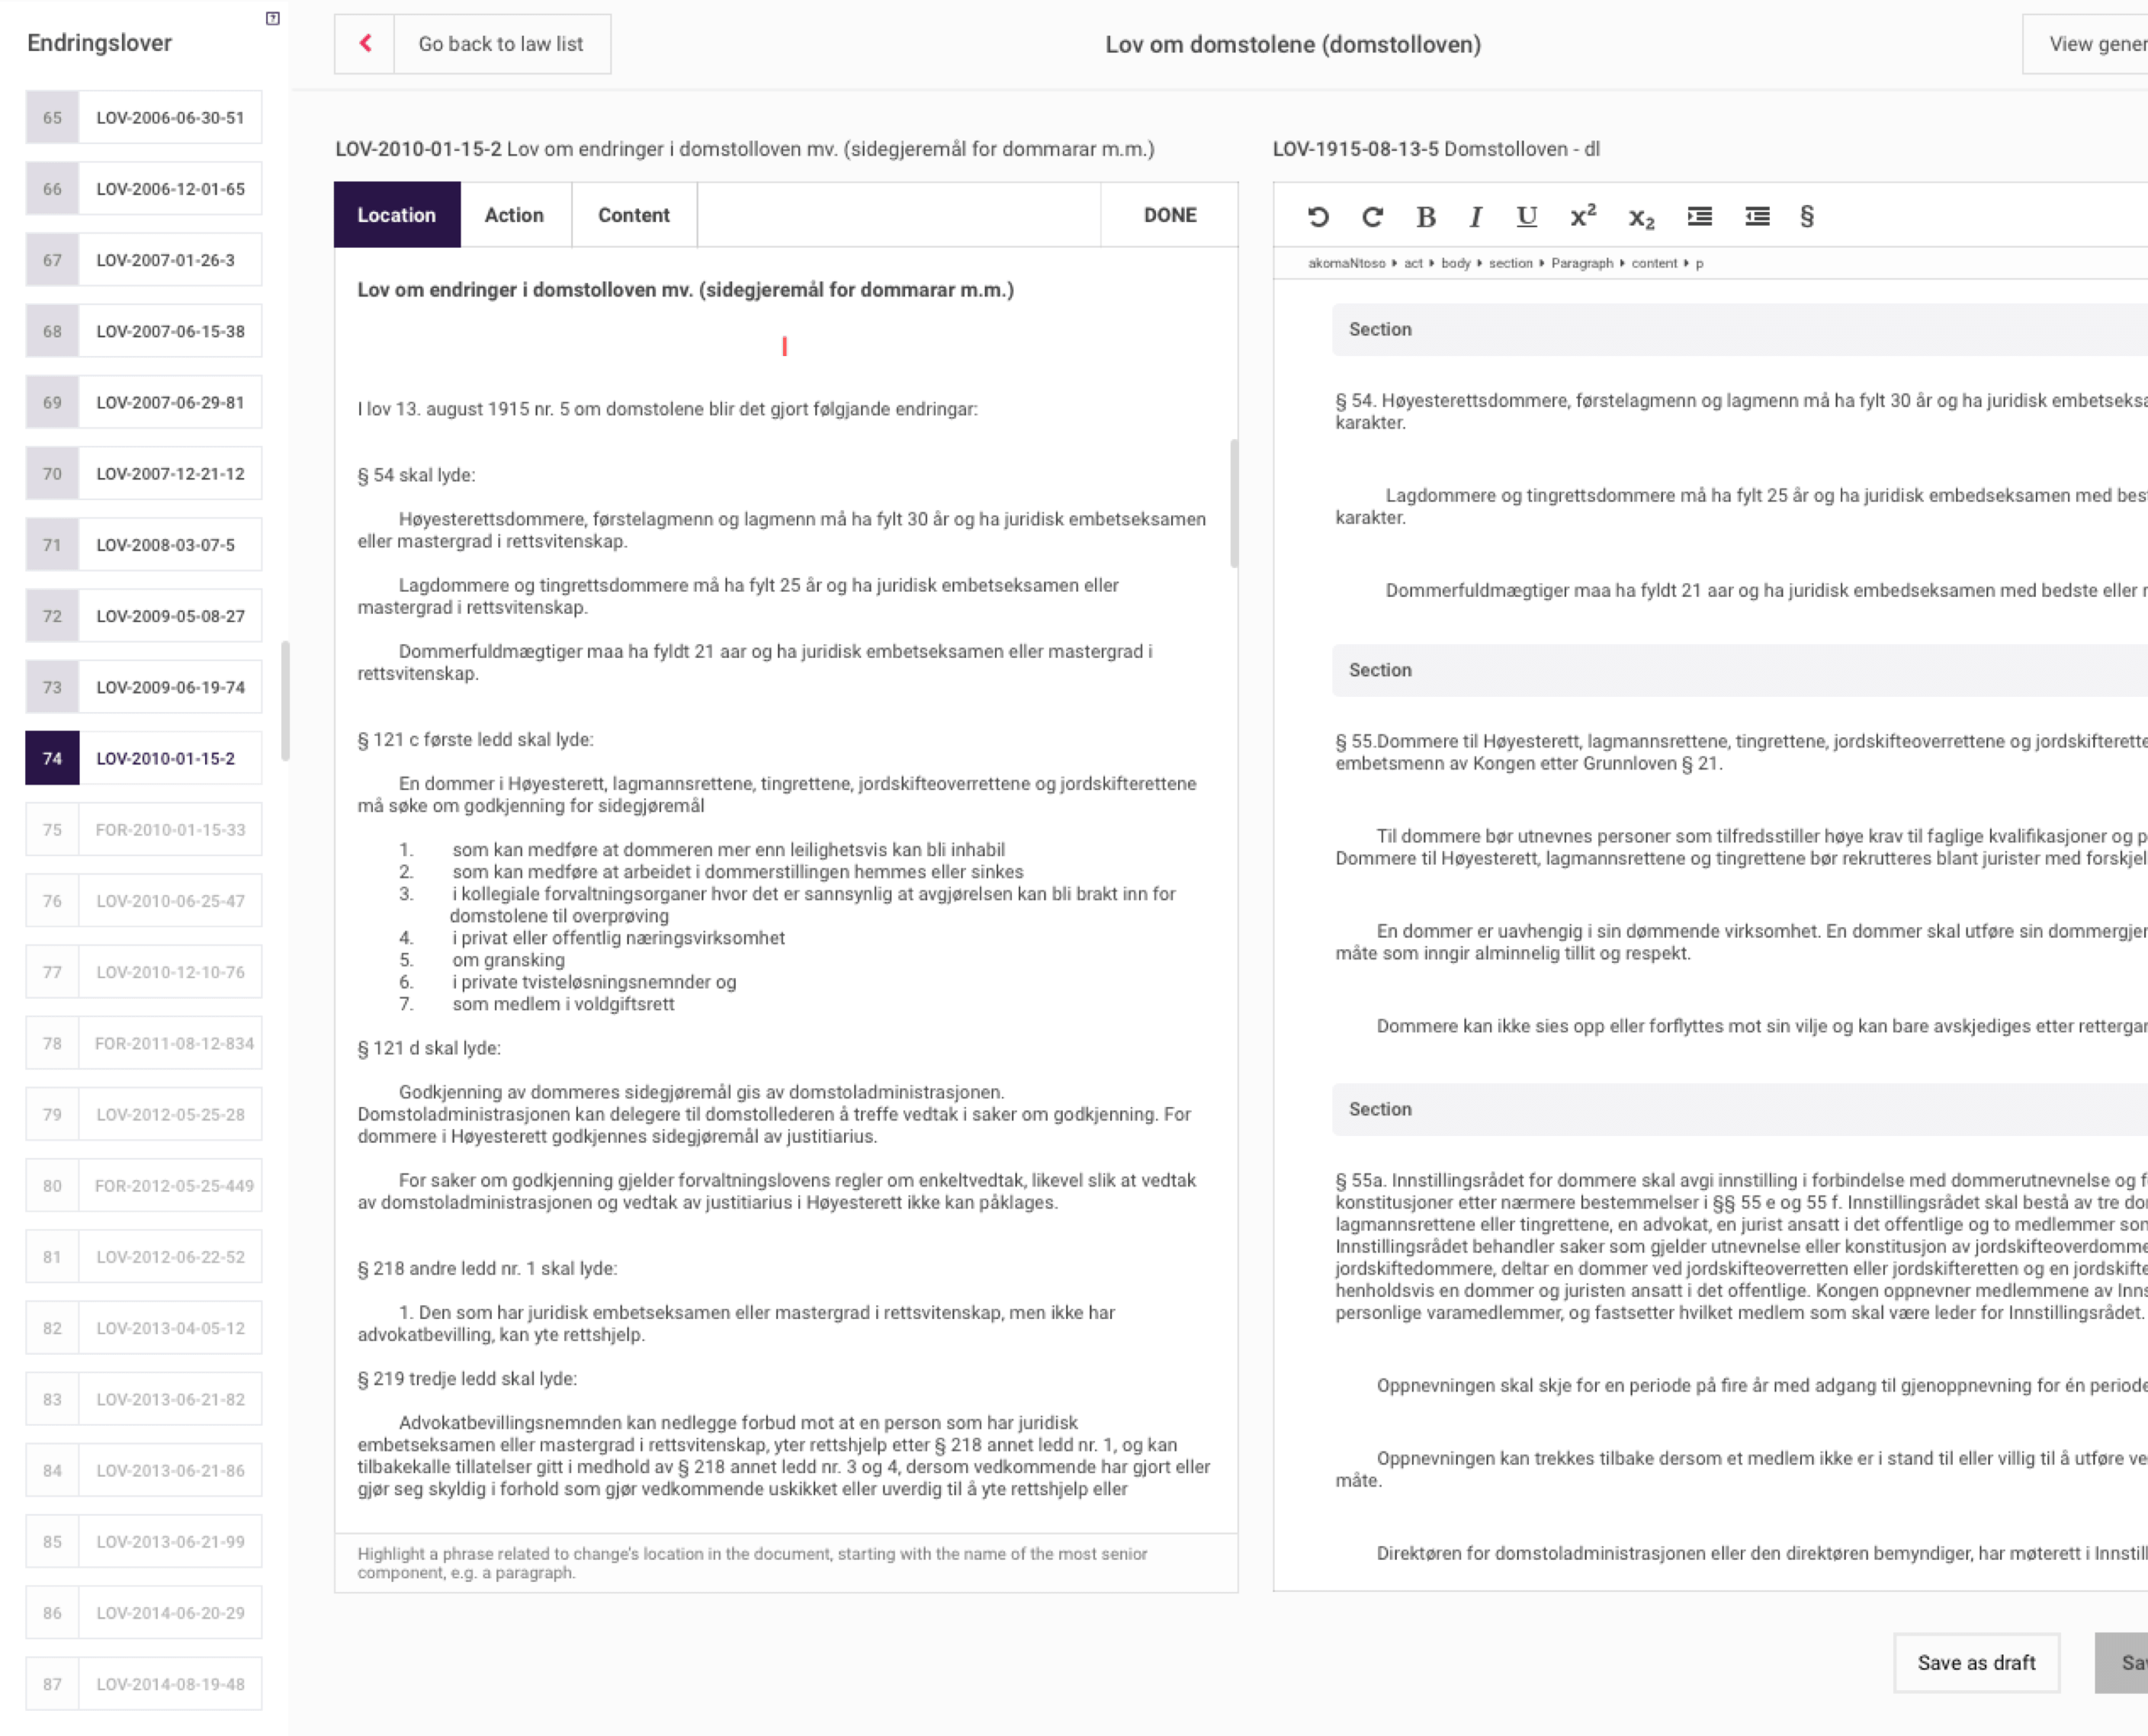 Endringslover
?
65 LOV-2006-06-30-51
66 LOV-2006-12-01-65
67 LOV-2007-01-26-3
68 LOV-2007-06-15-38
69 LOV-2007-06-29-81
70 LOV-2007-12-21-12
71 LOV-2008-03-07-5
72 LOV-2009-05-08-27
73 LOV-2009-06-19-74
74 LOV-2010-01-15-2
75 FOR-2010-01-15-33
76 LOV-2010-06-25-47
77 LOV-2010-12-10-76
78 FOR-2011-08-12-834
79 LOV-2012-05-25-28
80 FOR-2012-05-25-449
81 LOV-2012-06-22-52
82 LOV-2013-04-05-12
83 LOV-2013-06-21-82
84 LOV-2013-06-21-86
85 LOV-2013-06-21-99
86 LOV-2014-06-20-29
87 LOV-2014-08-19-48
Go back to law list
Lov om domstolene (domstolloven)
View
LOV-2010-01-15-2 Lov om endringer i domstolloven mv. (sidegjeremål for dommarar m.m.)
Location Action Content DONE
Lov om endringer i domstolloven mv. (sidegjeremål for dommarar m.m.)
I
I lov 13. august 1915 nr. 5 om domstolene blir det gjort følgjande endringar:
§ 54 skal lyde:
Høyesterettsdommere, førstelagmenn og lagmenn må ha fylt 30 år og ha juridisk embetseksamen
eller mastergrad i rettsvitenskap.
Lagdommere og tingrettsdommere må ha fylt 25 år og ha juridisk embetseksamen eller
mastergrad i rettsvitenskap.
Dommerfuldmægtiger maa ha fyldt 21 aar og ha juridisk embetseksamen eller mastergrad i
rettsvitenskap.
§ 121 c første ledd skal lyde:
En dommer i Høyesterett, lagmannsrettene, tingrettene, jordskifteoverrettene og jordskifterettene
må søke om godkjenning for sidegjøremål
1. som kan medføre at dommeren mer enn leilighetsvis kan bli inhabil
2. som kan medføre at arbeidet i dommerstillingen hemmes eller sinkes
3. i kollegiale forvaltningsorganer hvor det er sannsynlig at avgjørelsen kan bli brakt inn for
domstolene til overprøving
4. i privat eller offentlig næringsvirksomhet
5. om gransking
6. i private tvisteløsningsnemnder og
7. som medlem i voldgiftsrett
§ 121 d skal lyde:
Godkjenning av dommeres sidegjøremål gis av domstoladministrasjonen.
Domstoladministrasjonen kan delegere til domstollederen å treffe vedtak i saker om godkjenning. For
dommere i Høyesterett godkjennes sidegjøremål av justitiarius.
For saker om godkjenning gjelder forvaltningslovens regler om enkeltvedtak, likevel slik at vedtak
av domstoladministrasjonen og vedtak av justitiarius i Høyesterett ikke kan påklages.
§ 218 andre ledd nr. 1 skal lyde:
1. Den som har juridisk embetseksamen eller mastergrad i rettsvitenskap, men ikke har
advokatbevilling, kan yte rettshjelp.
§ 219 tredje ledd skal lyde:
Advokatbevillingsnemnden kan nedlegge forbud mot at en person som har juridisk
embetseksamen eller mastergrad i rettsvitenskap, yter rettshjelp etter § 218 annet ledd nr. 1, og kan
tilbakekalle tillatelser gitt i medhold av § 218 annet ledd nr. 3 og 4, dersom vedkommende har gjort eller
gjør seg skyldig i forhold som gjør vedkommende uskikket eller uverdig til å yte rettshjelp eller
Highlight a phrase related to change's location in the document, starting with the name of the most senior
component, e.g. a paragraph.
LOV-1915-08-13-5 Domstolloven - dl
B I U x² x₂ §
akomaNtoso act body section Paragraph content p
Section
§ 54. Høyesterettsdommere, førstelagmenn og lagmenn må ha fylt 30 år og ha juridisk
karakter.
Lagdommere og tingrettsdommere må ha fylt 25 år og ha juridisk embedseksamen med
karakter.
Dommerfuldmægtiger maa ha fyldt 21 aar og ha juridisk embedseksamen med bedste eller
Section
§ 55.Dommere til Høyesterett, lagmannsrettene, tingrettene, jordskifteoverrettene og
embetsmenn av Kongen etter Grunnloven § 21.
Til dommere bør utnevnes personer som tilfredsstiller høye krav til faglige kvalifikasjoner og
Dommere til Høyesterett, lagmannsrettene og tingrettene bør rekrutteres blant jurister med
En dommer er uavhengig i sin dømmende virksomhet. En dommer skal utføre sin
måte som inngir alminnelig tillit og respekt.
Dommere kan ikke sies opp eller forflyttes mot sin vilje og kan bare avskjediges etter
Section
§ 55a. Innstillingsrådet for dommere skal avgi innstilling i forbindelse med dommerutnevnelse og
konstitusjoner etter nærmere bestemmelser i §§ 55 e og 55 f. Innstillingsrådet skal bestå av tre
lagmannsrettene eller tingrettene, en advokat, en jurist ansatt i det offentlige og to medlemmer
Innstillingsrådet behandler saker som gjelder utnevnelse eller konstitusjon av
jordskiftedommere, deltar en dommer ved jordskifteoverretten eller jordskifteretten og en
henholdsvis en dommer og juristen ansatt i det offentlige. Kongen oppnevner medlemmene av
personlige varamedlemmer, og fastsetter hvilket medlem som skal være leder for Innstillingsrådet.
Oppnevningen skal skje for en periode på fire år med adgang til gjenoppnevning for én
Oppnevningen kan trekkes tilbake dersom et medlem ikke er i stand til eller villig til å utføre
måte.
Direktøren for domstoladministrasjonen eller den direktøren bemyndiger, har møterett i
Save as draft